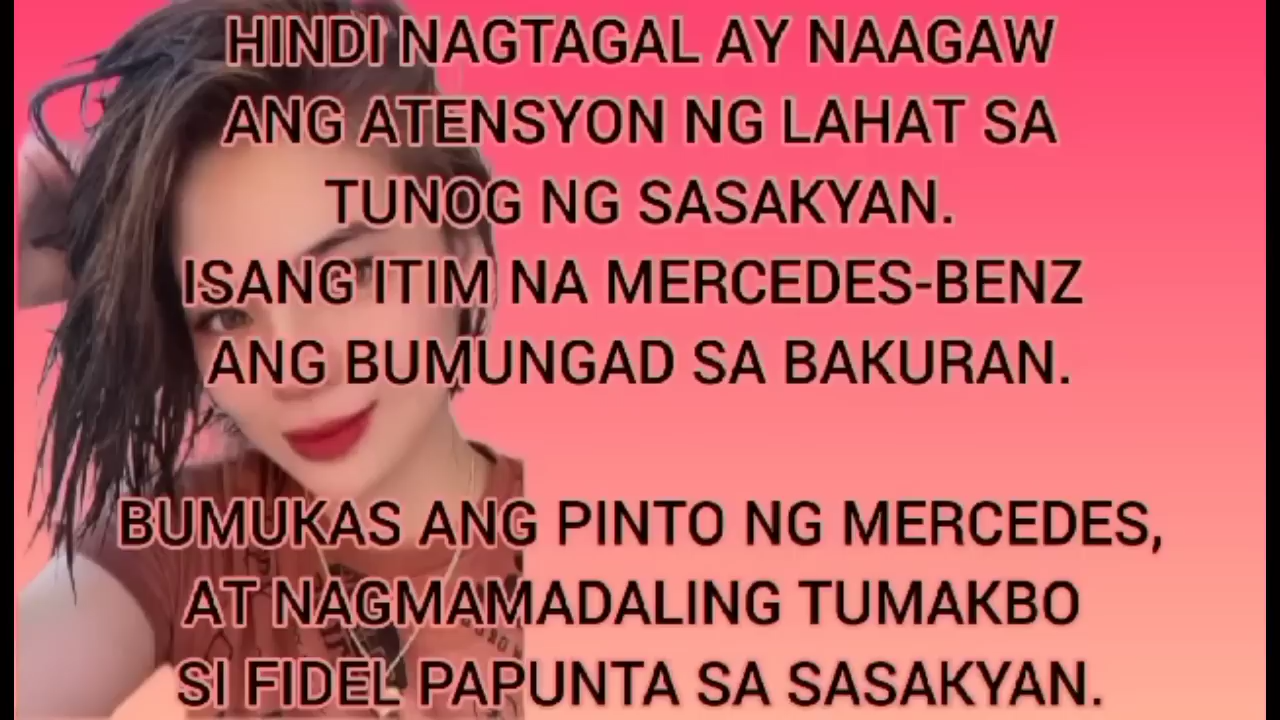 HINDI NAGTAGAL AY NAAGAW
ANG ATENSYON NG LAHAT SA
TUNOG NG SASAKYAN.
ISANG ITIM NA MERCEDES-BENZ
ANG BUMUNGAD SA BAKURAN.
BUMUKAS ANG PINTO NG MERCEDES,
AT NAGMAMADALING TUMAKBO
SI FIDEL PAPUNTA SA SASAKYAN.